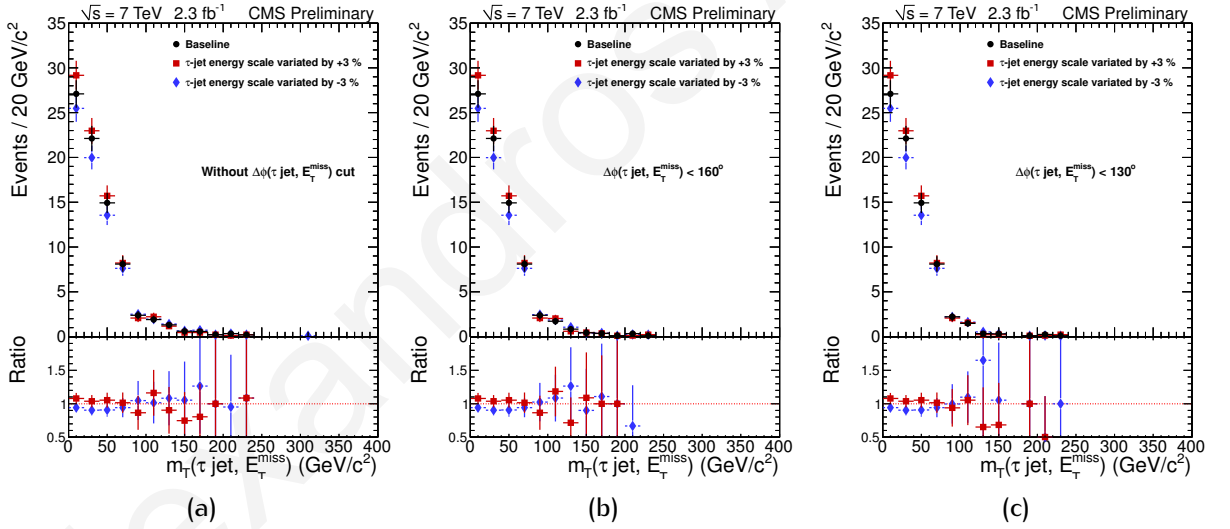 √s = 7 TeV 2.3 fb⁻¹ CMS Preliminary
Events / 20 GeV/c²
35
30
25
20
15
10
5
0
Baseline
τ-jet energy scale variated by +3 %
τ-jet energy scale variated by -3 %
Without Δϕ(τ jet, E_T^miss) cut
Ratio
1.5
1
0.5
0 50 100 150 200 250 300 350 400
m_T(τ jet, E_T^miss) (GeV/c²)
(a)
√s = 7 TeV 2.3 fb⁻¹ CMS Preliminary
Events / 20 GeV/c²
35
30
25
20
15
10
5
0
Baseline
τ-jet energy scale variated by +3 %
τ-jet energy scale variated by -3 %
Δϕ(τ jet, E_T^miss) < 160°
Ratio
1.5
1
0.5
0 50 100 150 200 250 300 350 400
m_T(τ jet, E_T^miss) (GeV/c²)
(b)
√s = 7 TeV 2.3 fb⁻¹ CMS Preliminary
Events / 20 GeV/c²
35
30
25
20
15
10
5
0
Baseline
τ-jet energy scale variated by +3 %
τ-jet energy scale variated by -3 %
Δϕ(τ jet, E_T^miss) < 130°
Ratio
1.5
1
0.5
0 50 100 150 200 250 300 350 400
m_T(τ jet, E_T^miss) (GeV/c²)
(c)